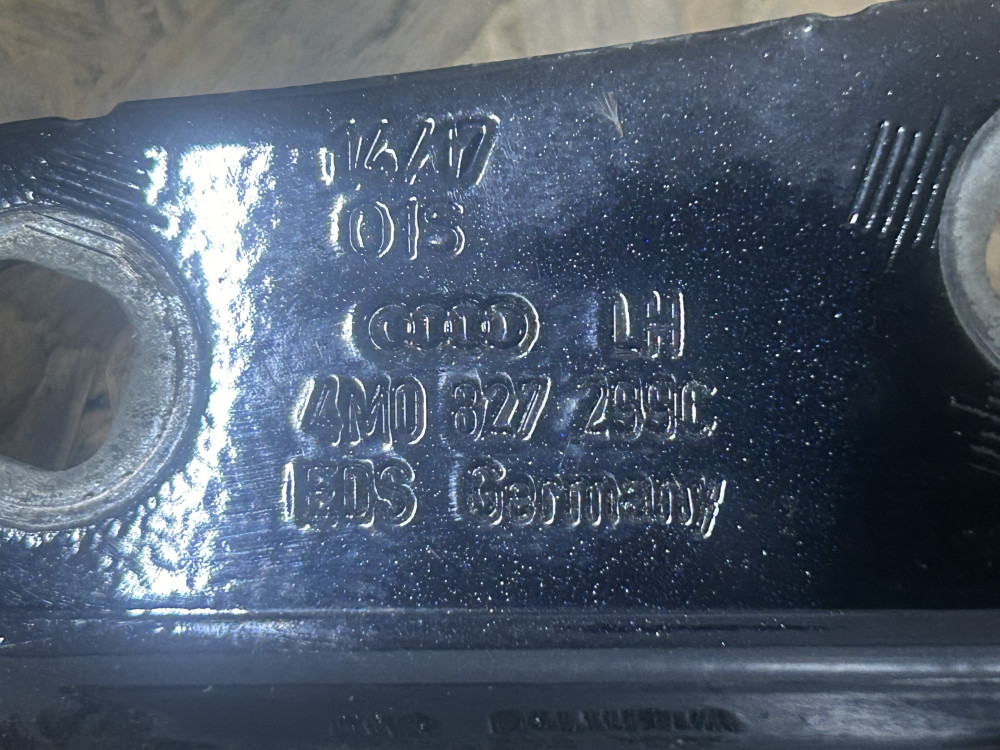 14/17
01S
LH
4M0 827 299C
EDS Germany